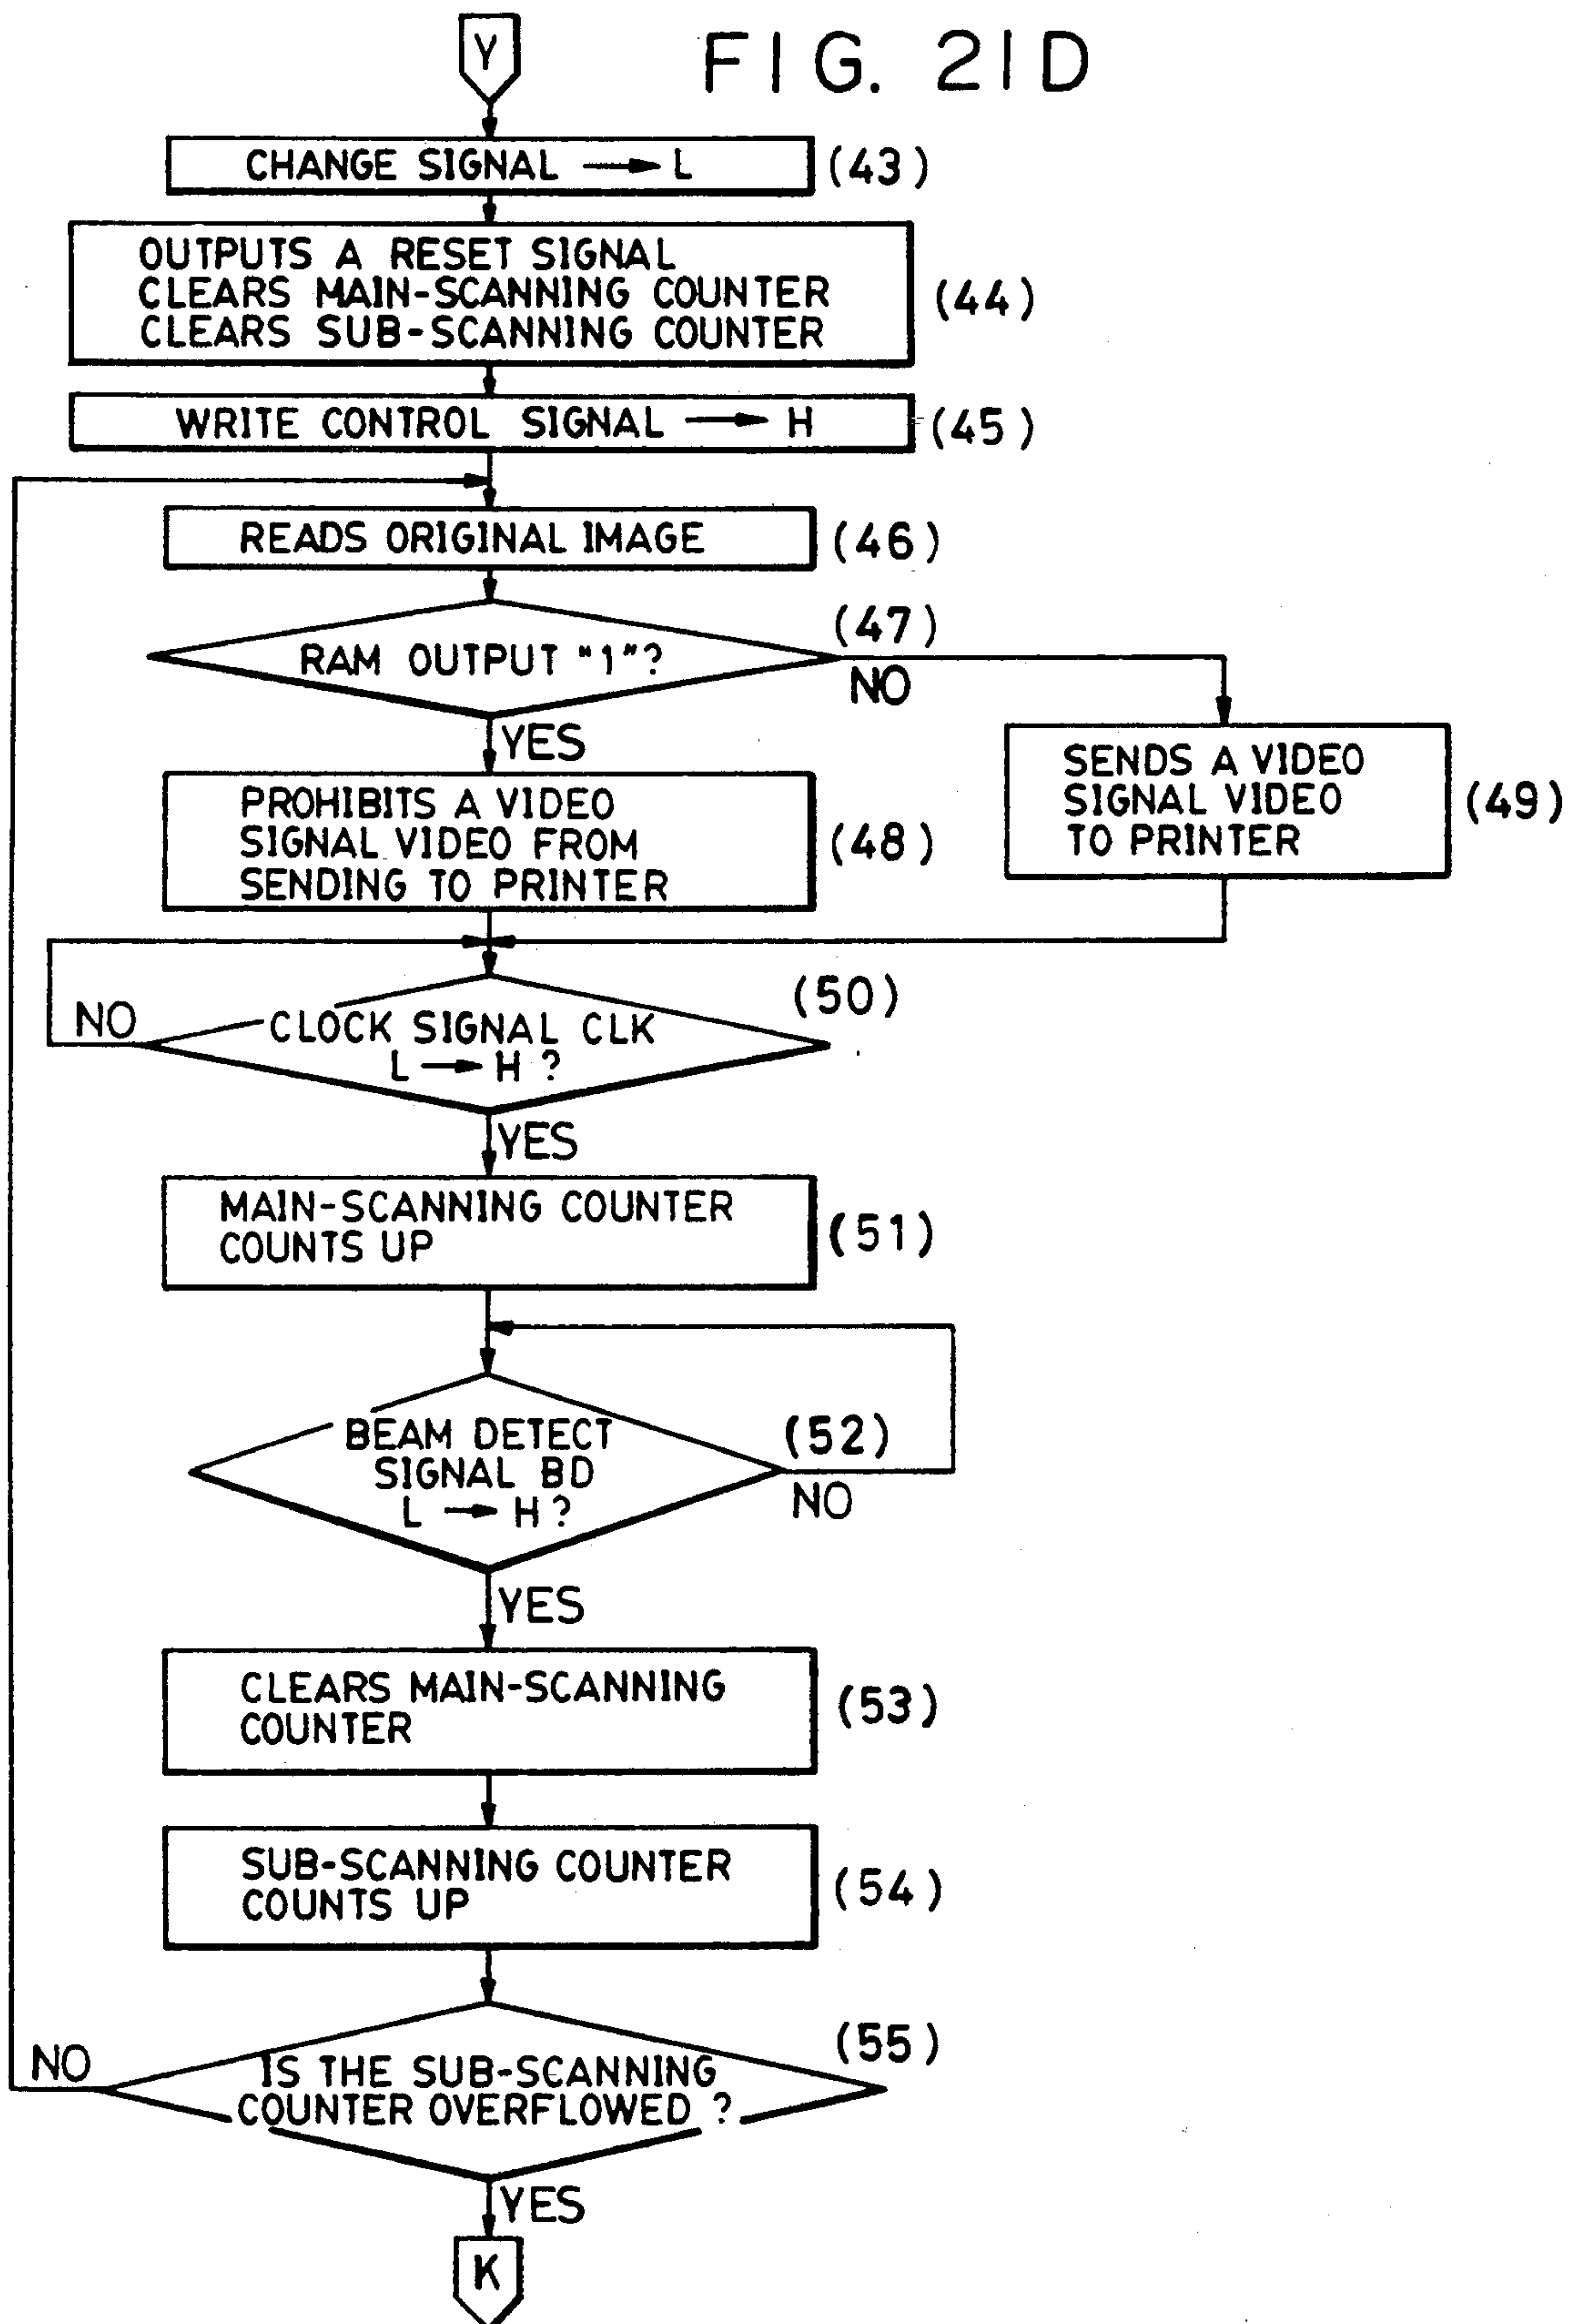 Y
FIG. 21D
CHANGE SIGNAL → L
(43)
OUTPUTS A RESET SIGNAL
CLEARS MAIN-SCANNING COUNTER
CLEARS SUB-SCANNING COUNTER
(44)
WRITE CONTROL SIGNAL → H
(45)
READS ORIGINAL IMAGE
(46)
RAM OUTPUT "1"?
(47)
NO
YES
PROHIBITS A VIDEO
SIGNAL VIDEO FROM
SENDING TO PRINTER
(48)
SENDS A VIDEO
SIGNAL VIDEO
TO PRINTER
(49)
CLOCK SIGNAL CLK
L → H ?
(50)
NO
YES
MAIN-SCANNING COUNTER
COUNTS UP
(51)
BEAM DETECT
SIGNAL BD
L → H ?
(52)
NO
YES
CLEARS MAIN-SCANNING
COUNTER
(53)
SUB-SCANNING COUNTER
COUNTS UP
(54)
IS THE SUB-SCANNING
COUNTER OVERFLOWED ?
(55)
NO
YES
K